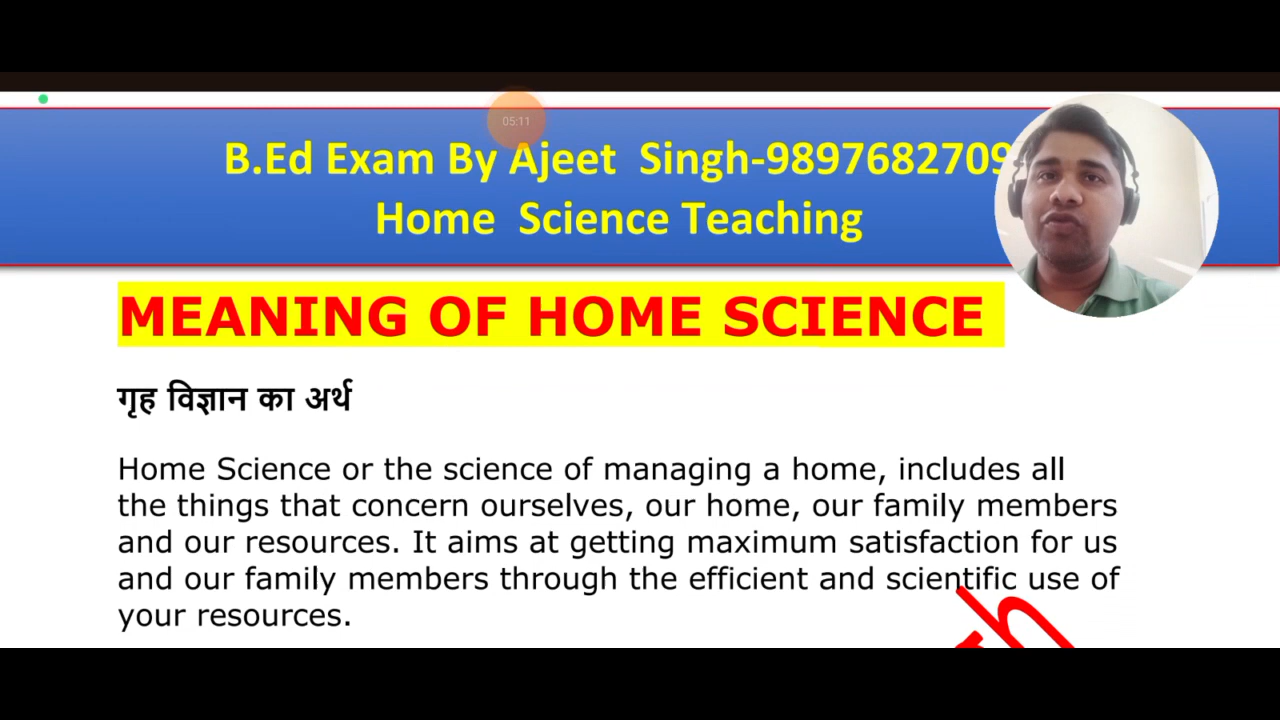 05:11
B.Ed Exam By Ajeet Singh-9897682709
Home Science Teaching
MEANING OF HOME SCIENCE
गृह विज्ञान का अर्थ
Home Science or the science of managing a home, includes all
the things that concern ourselves, our home, our family members
and our resources. It aims at getting maximum satisfaction for us
and our family members through the efficient and scientific use of
your resources.